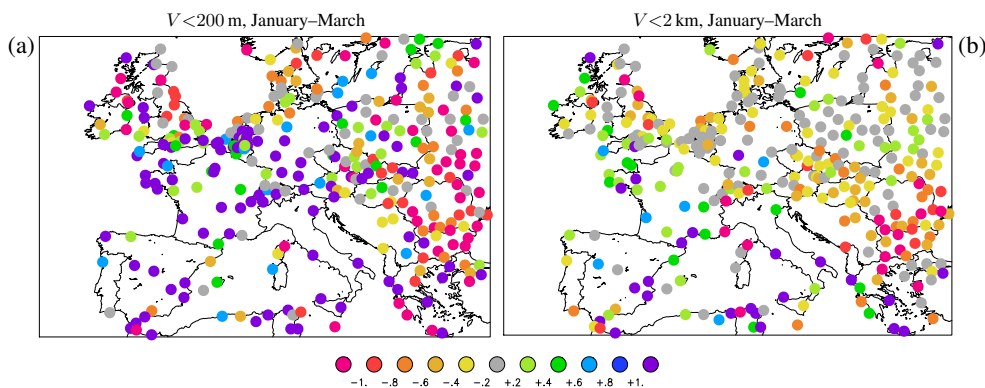 V<200 m, January–March
V<2 km, January–March
(a)
(b)
-1. -.8 -.6 -.4 -.2 +.2 +.4 +.6 +.8 +1.